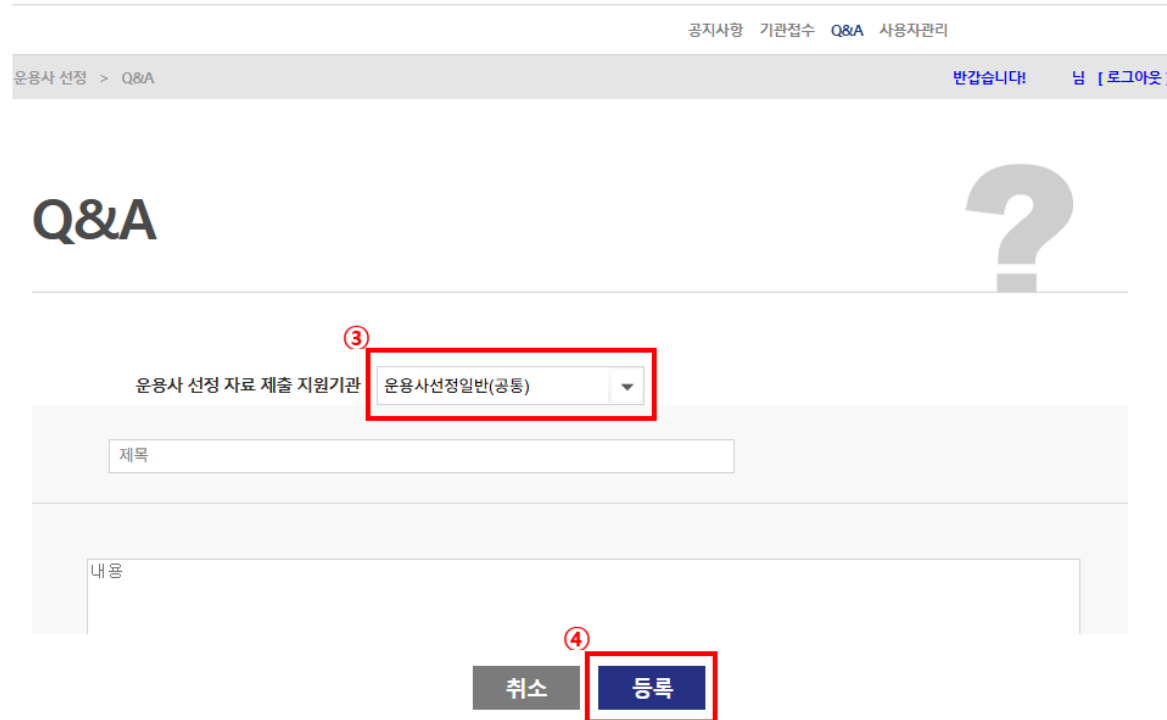 공지사항 기관접수 Q&A 사용자관리
운용사 선정 > Q&A 반갑습니다! 님 [ 로그아웃 ]
Q&A
?
③
운용사 선정 자료 제출 지원기관 운용사선정일반(공통)
제목
내용
④
취소 등록